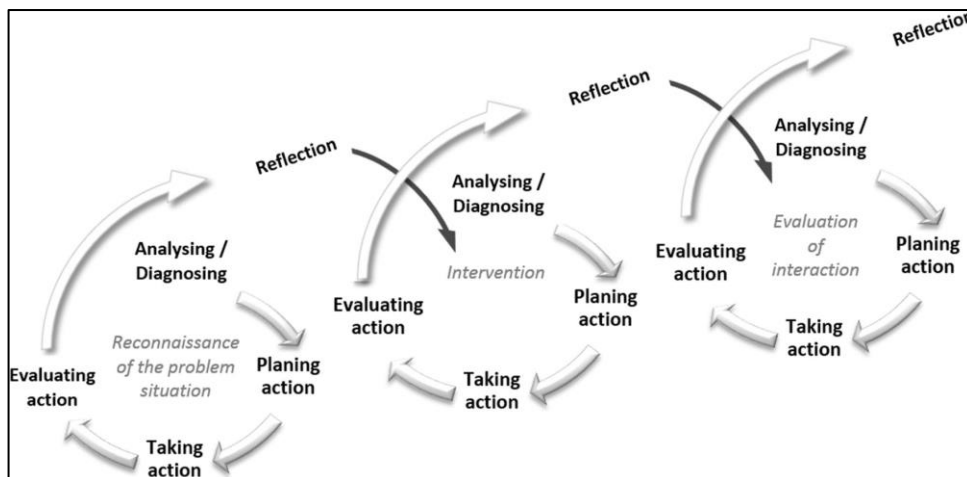 Reflection
Analysing /
Diagnosing
Planing
action
Taking
action
Evaluating
action
Reconnaissance
of the problem
situation
Reflection
Analysing /
Diagnosing
Planing
action
Taking
action
Evaluating
action
Intervention
Reflection
Analysing /
Diagnosing
Planing
action
Taking
action
Evaluating
action
Evaluation
of
interaction